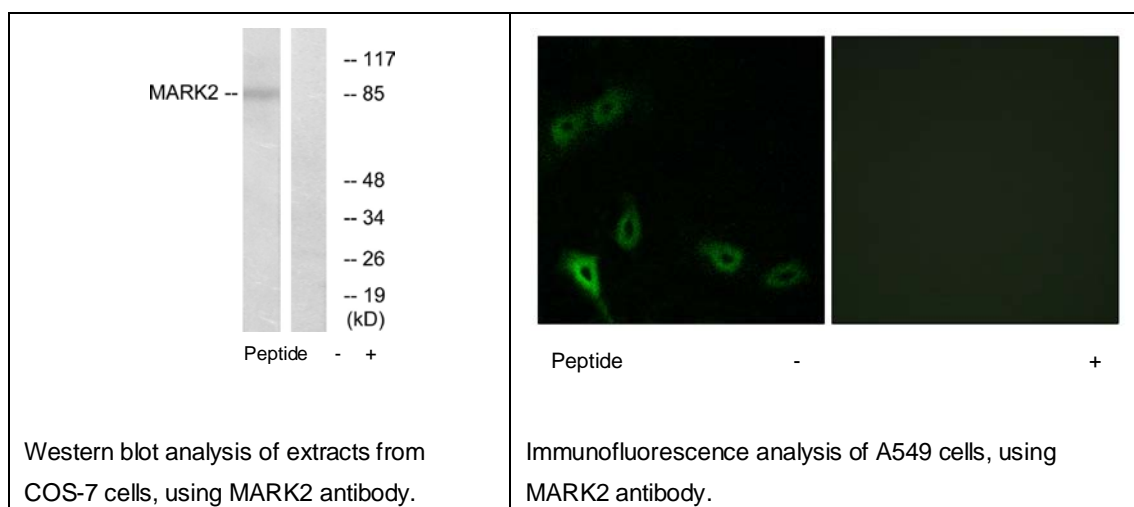 MARK2 --
-- 117
-- 85
-- 48
-- 34
-- 26
-- 19
(kD)
Peptide - +
Western blot analysis of extracts from
COS-7 cells, using MARK2 antibody.
Peptide - +
Immunofluorescence analysis of A549 cells, using
MARK2 antibody.